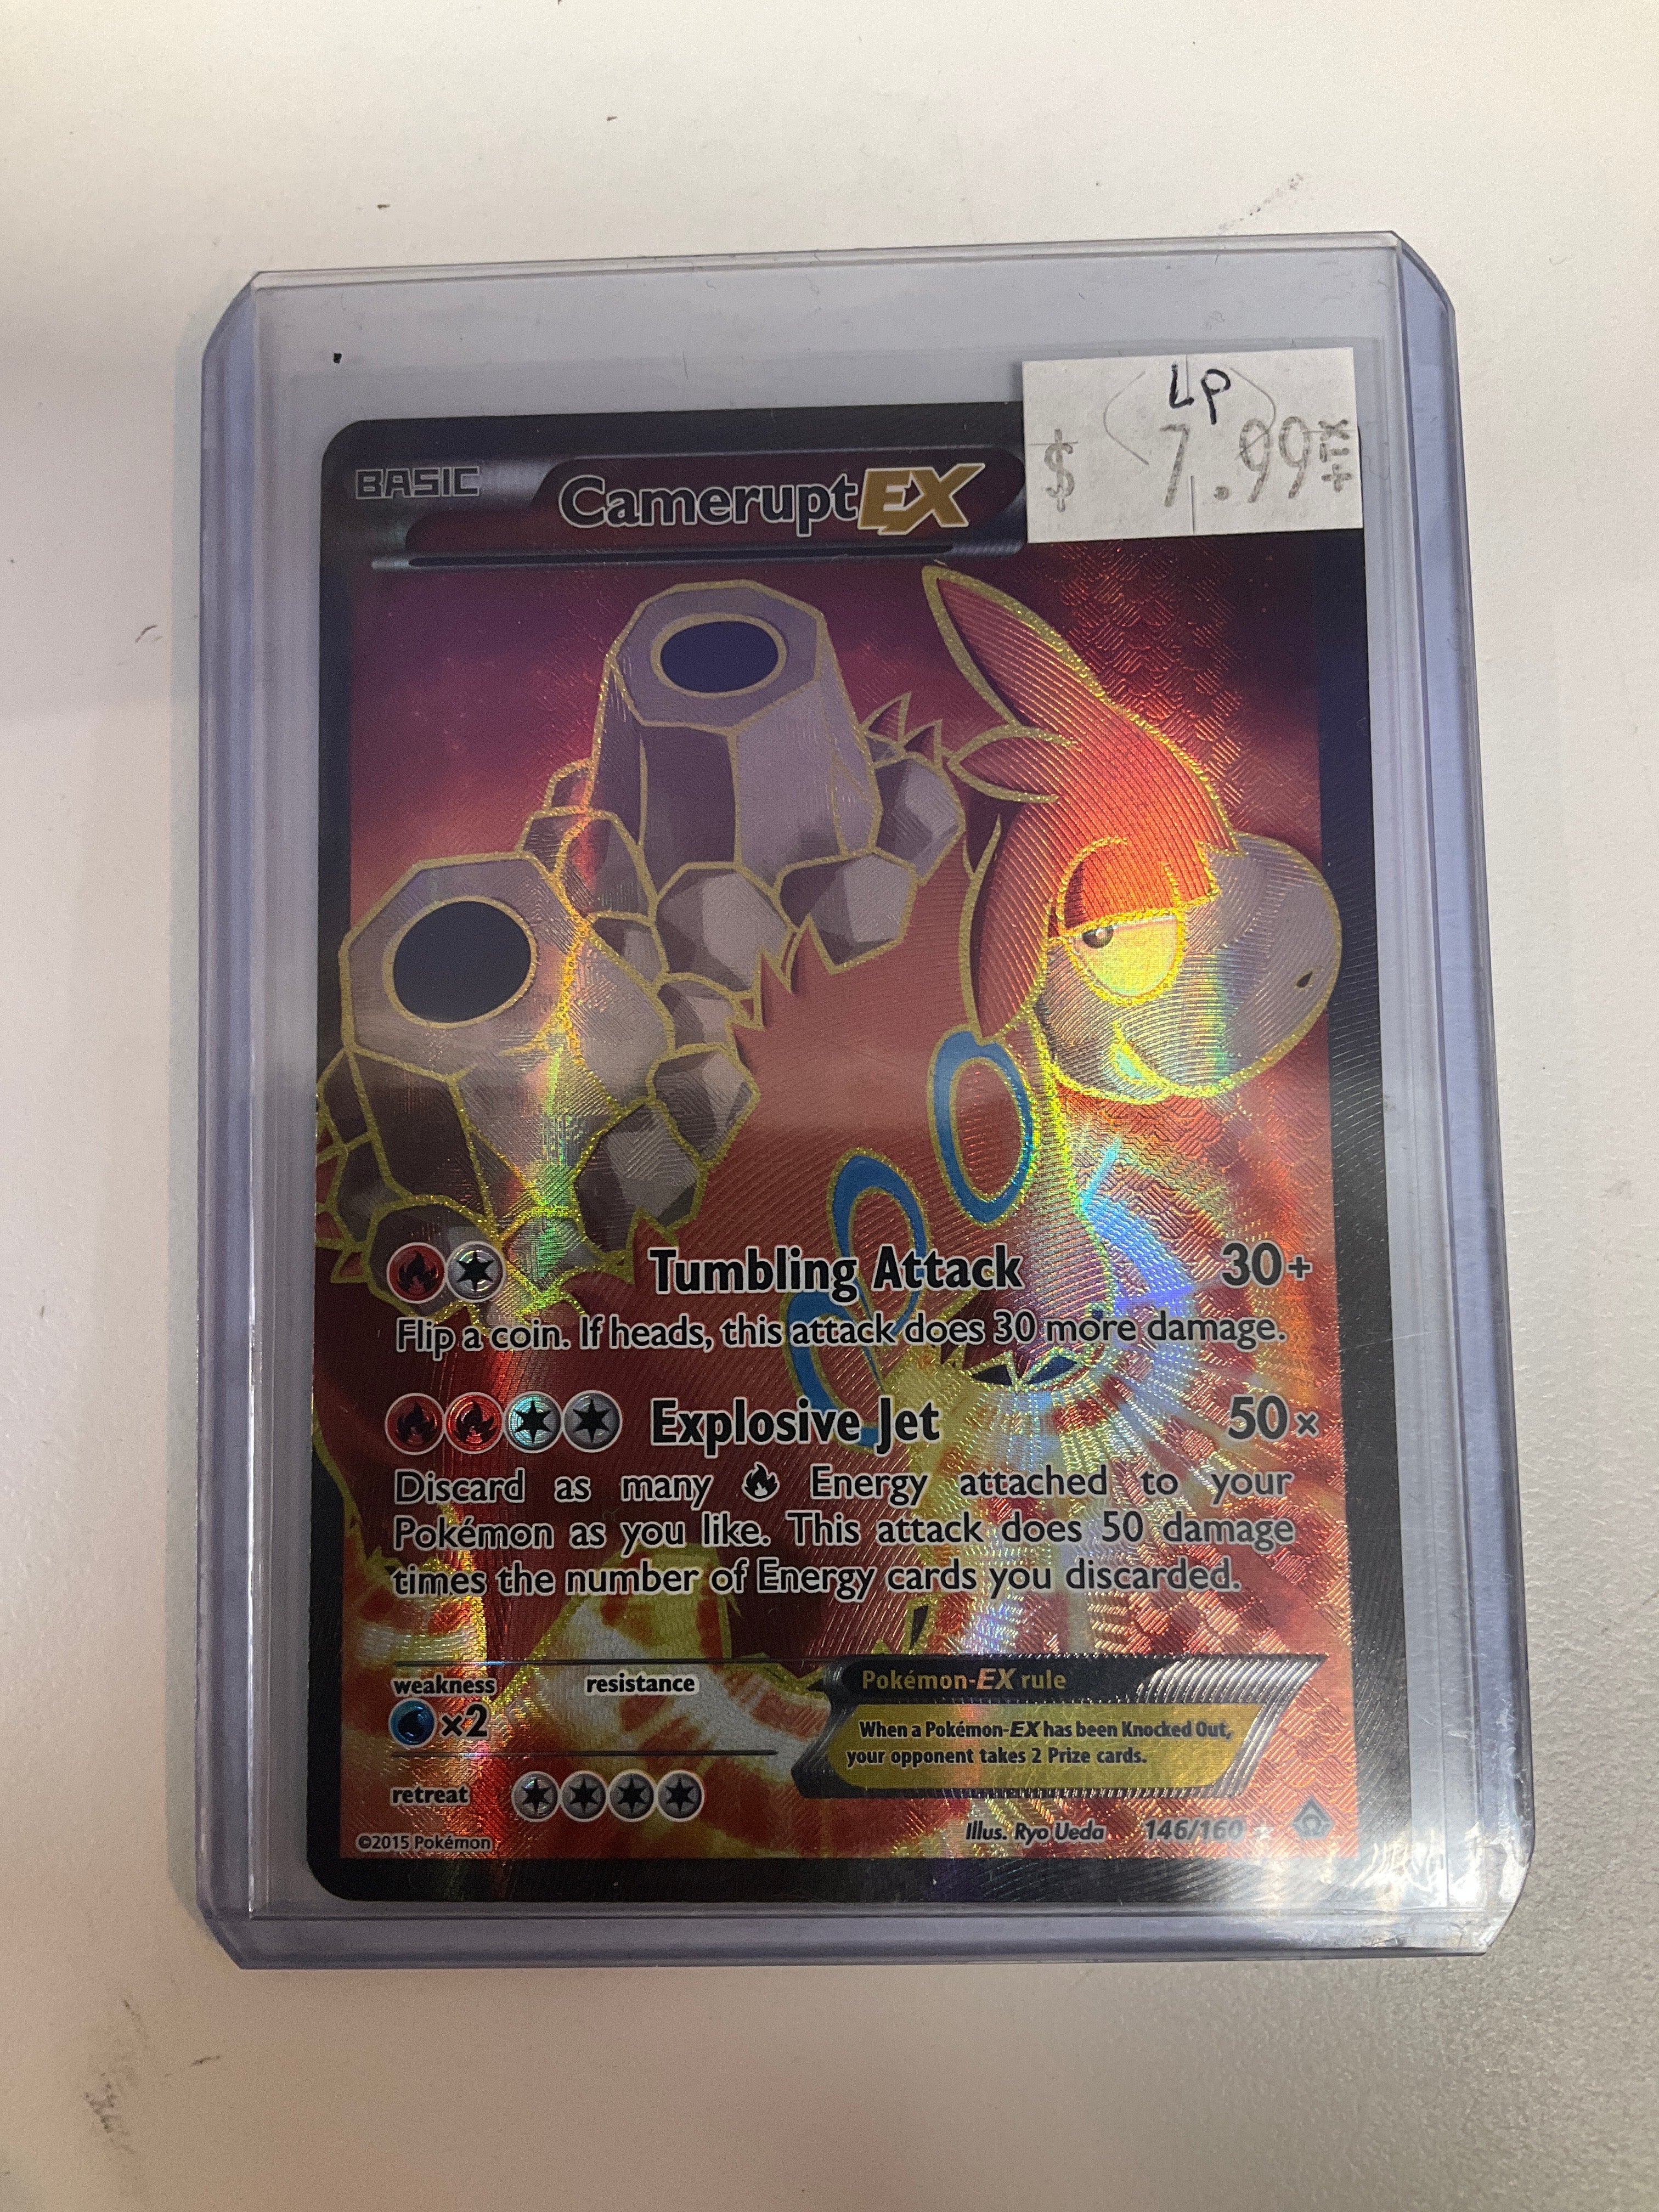 LP
$ 7.99
BASIC Camerupt EX
Tumbling Attack 30+
Flip a coin. If heads, this attack does 30 more damage.
Explosive Jet 50×
Discard as many Energy attached to your
Pokémon as you like. This attack does 50 damage
times the number of Energy cards you discarded.
weakness resistance
×2
retreat
Pokémon-EX rule
When a Pokémon-EX has been Knocked Out,
your opponent takes 2 Prize cards.
©2015 Pokémon Illus. Ryo Ueda 146/160